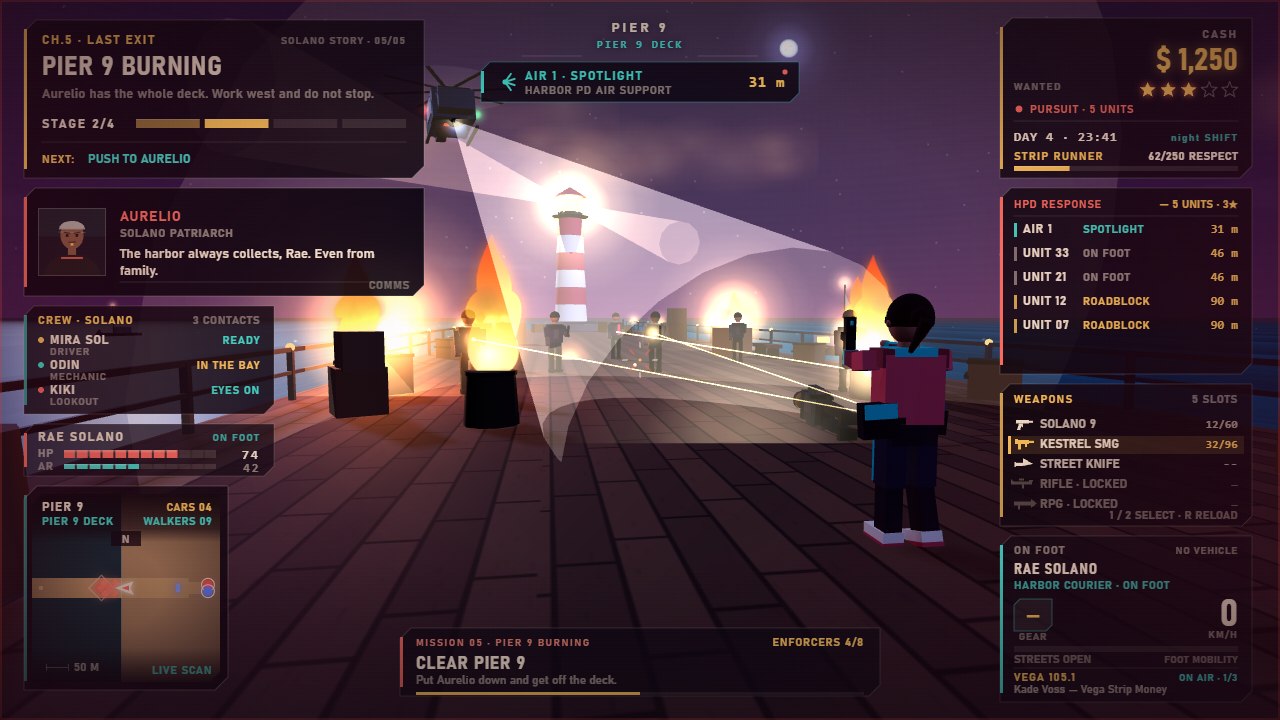 CH.5 · LAST EXIT
SOLANO STORY · 05/05
PIER 9 BURNING
Aurelio has the whole deck. Work west and do not stop.
STAGE 2/4
NEXT: PUSH TO AURELIO
AURELIO
SOLANO PATRIARCH
The harbor always collects, Rae. Even from
family.
COMMS
CREW · SOLANO
3 CONTACTS
MIRA SOL READY
DRIVER
ODIN IN THE BAY
MECHANIC
KIKI EYES ON
LOOKOUT
RAE SOLANO ON FOOT
HP 74
AR 42
PIER 9 CARS 04
PIER 9 DECK WALKERS 09
N
50 M LIVE SCAN
PIER 9
PIER 9 DECK
AIR 1 · SPOTLIGHT
HARBOR PD AIR SUPPORT
31 m
MISSION 05 · PIER 9 BURNING
ENFORCERS 4/8
CLEAR PIER 9
Put Aurelio down and get off the deck.
CASH
$ 1,250
WANTED ★★★☆☆
PURSUIT · 5 UNITS
DAY 4 · 23:41 night SHIFT
STRIP RUNNER 62/250 RESPECT
HPD RESPONSE — 5 UNITS · 3★
AIR 1 SPOTLIGHT 31 m
UNIT 33 ON FOOT 46 m
UNIT 21 ON FOOT 46 m
UNIT 12 ROADBLOCK 90 m
UNIT 07 ROADBLOCK 90 m
WEAPONS 5 SLOTS
SOLANO 9 12/60
KESTREL SMG 32/96
STREET KNIFE --
RIFLE · LOCKED —
RPG · LOCKED —
1 / 2 SELECT · R RELOAD
ON FOOT NO VEHICLE
RAE SOLANO
HARBOR COURIER · ON FOOT
— 0
GEAR KM/H
STREETS OPEN FOOT MOBILITY
VEGA 105.1 ON AIR · 1/3
Kade Voss — Vega Strip Money